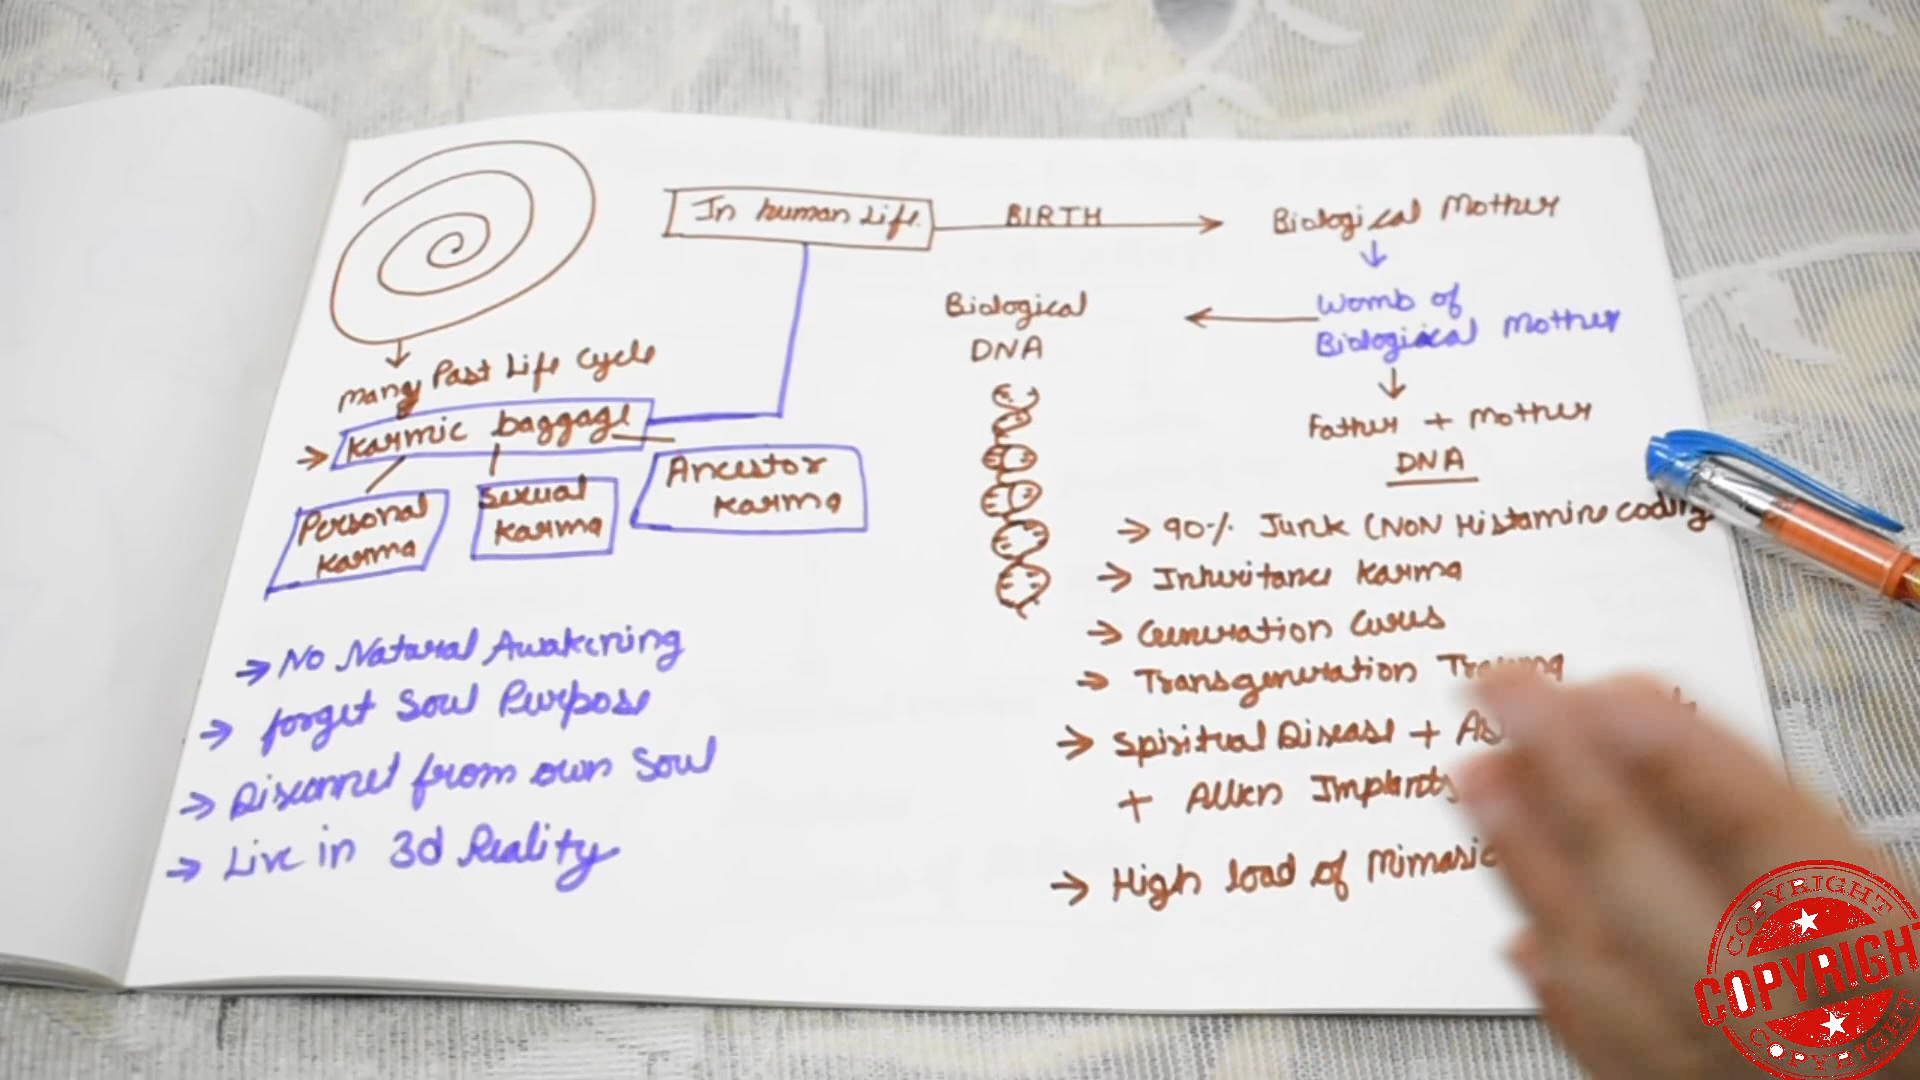 In human Life
BIRTH
Biological Mother
Womb of
Biological Mother
Biological
DNA
Father + Mother
DNA
Many Past Life Cycle
Karmic baggage
Personal
Karma
Sexual
Karma
Ancestor
Karma
→ No Natural Awakening
→ forget Soul Purpose
→ Disconnet from own Soul
→ Live in 3d Reality
→ 90% Junk (NON Histamine coding
→ Inheritance Karma
→ Generation Curses
→ Transgeneration
→ Spiritual Disease +
+ Alien Implants
→ High load of
COPYRIGHT
COPYRIGHT
COPYRIGHT